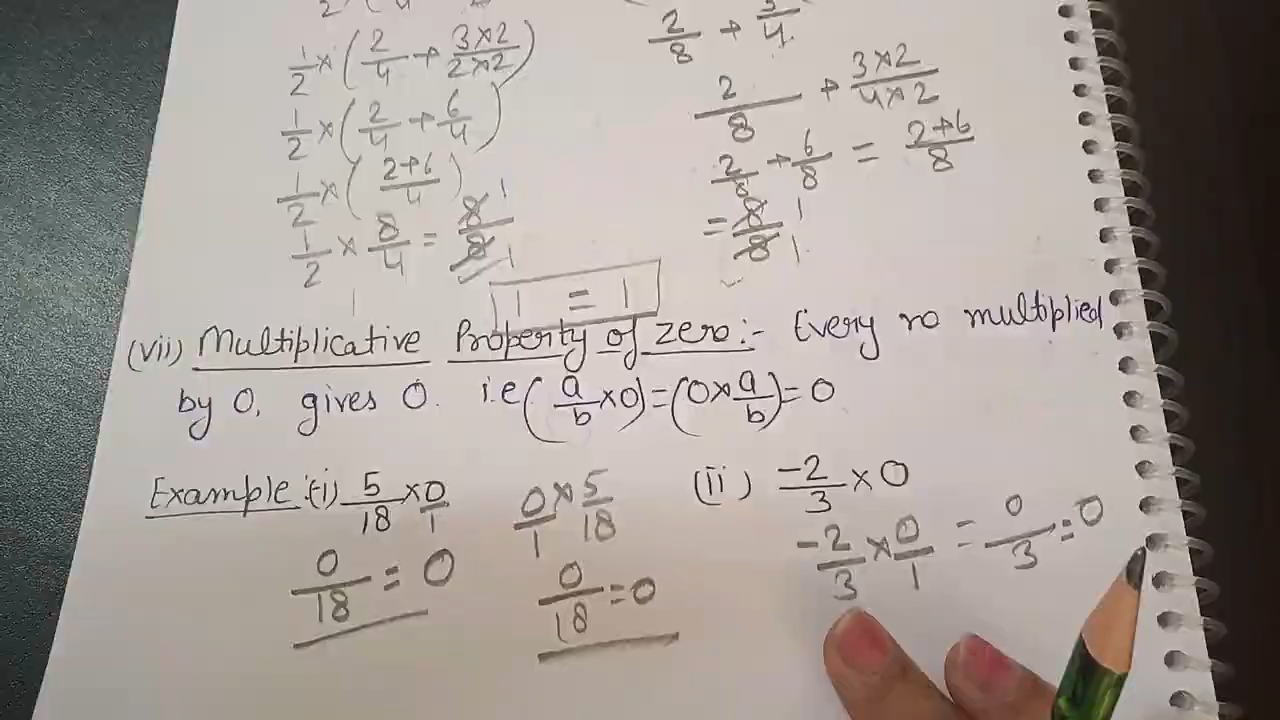 1/2 × (2/4 + 3×2/2×2)
1/2 × (2/4 + 6/4)
1/2 × (2+6/4)
1/2 × 8/4 = 8/8 1 1
2/8 + 3/4
2/8 + 3×2/4×2
2/8 + 6/8 = 2+6/8
= 8/8 1 1
1 = 1
(vii) Multiplicative Property of zero:- Every no multiplied
by 0, gives 0. i.e (a/b ×0) = (0× a/b) = 0
Example:(i) 5/18 × 0/1
0/18 = 0
0/1 × 5/18
0/18 = 0
(ii) -2/3 × 0
-2/3 × 0/1 = 0/3 = 0